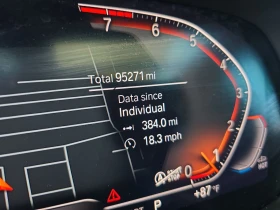 7 6 5 4 3 2 1 0
Total 95271 mi
Data since
Individual
384.0 mi
18.3 mph
P
+87°F